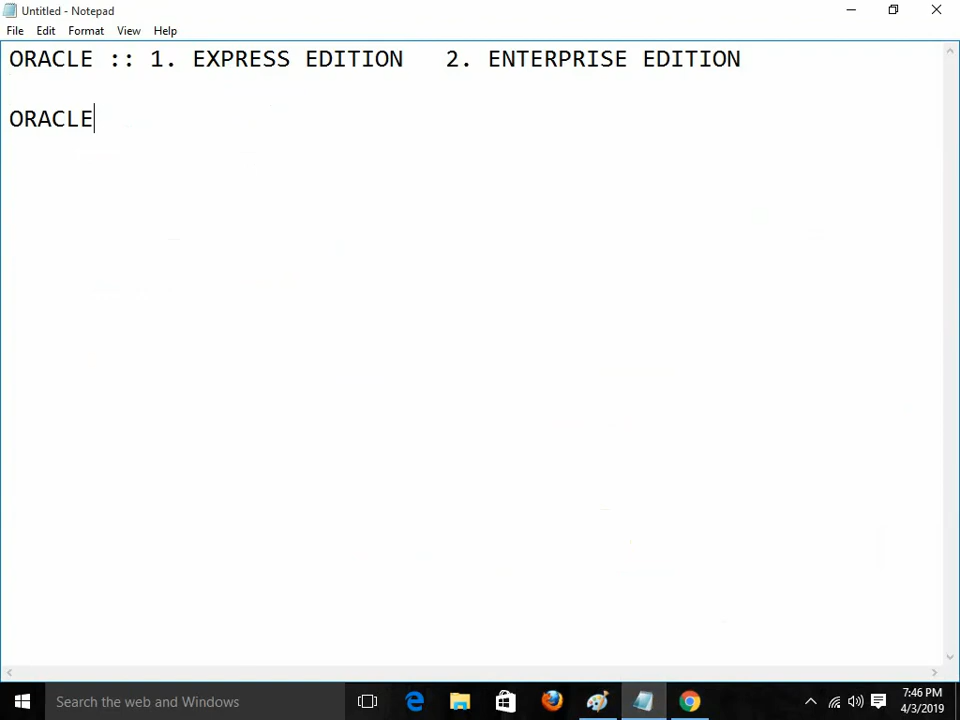 Untitled - Notepad
File Edit Format View Help
ORACLE :: 1. EXPRESS EDITION 2. ENTERPRISE EDITION
ORACLE
Search the web and Windows
7:46 PM
4/3/2019